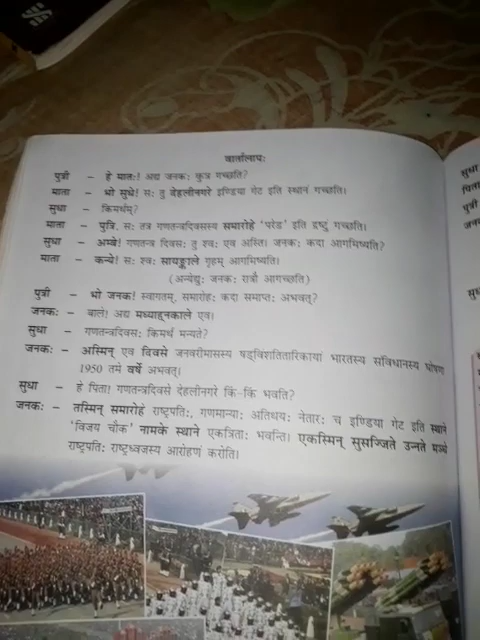 वार्तालापः
पुत्री – हे मातः! अद्य जनकः कुत्र गच्छति?
माता – भो सुधे! सः तु देहलीनगरे इण्डिया गेट इति स्थानं गच्छति।
सुधा – किमर्थम्?
माता – पुत्रि, सः तत्र गणतन्त्रदिवसस्य समारोहे 'परेड' इति द्रष्टुं गच्छति।
सुधा – अम्बे! गणतन्त्र दिवसः तु श्वः एव अस्ति। जनकः कदा आगमिष्यति?
माता – कन्ये! सः श्वः सायङ्काले गृहम् आगमिष्यति।
(अन्येद्युः जनकः रात्रौ आगच्छति)
पुत्री – भो जनक! स्वागतम्, समारोहः कदा समाप्तः अभवत्?
जनकः – बाले! अद्य मध्याह्नकाले एव।
सुधा – गणतन्त्रदिवसः किमर्थं मन्यते?
जनकः – अस्मिन् एव दिवसे जनवरीमासस्य षड्विंशतितारिकायां भारतस्य संविधानस्य घोषणा
1950 तमे वर्षे अभवत्।
सुधा – हे पिता! गणतन्त्रदिवसे देहलीनगरे किं-किं भवति?
जनकः – तस्मिन् समारोहे राष्ट्रपतिः, गणमान्याः अतिथयः नेतारः च इण्डिया गेट इति स्थाने
'विजय चौक' नामके स्थाने एकत्रिताः भवन्ति। एकस्मिन् सुसज्जिते उन्नते मञ्चे
राष्ट्रपतिः राष्ट्रध्वजस्य आरोहणं करोति।
सुधा
पिता
पुत्री
जनक
सुध